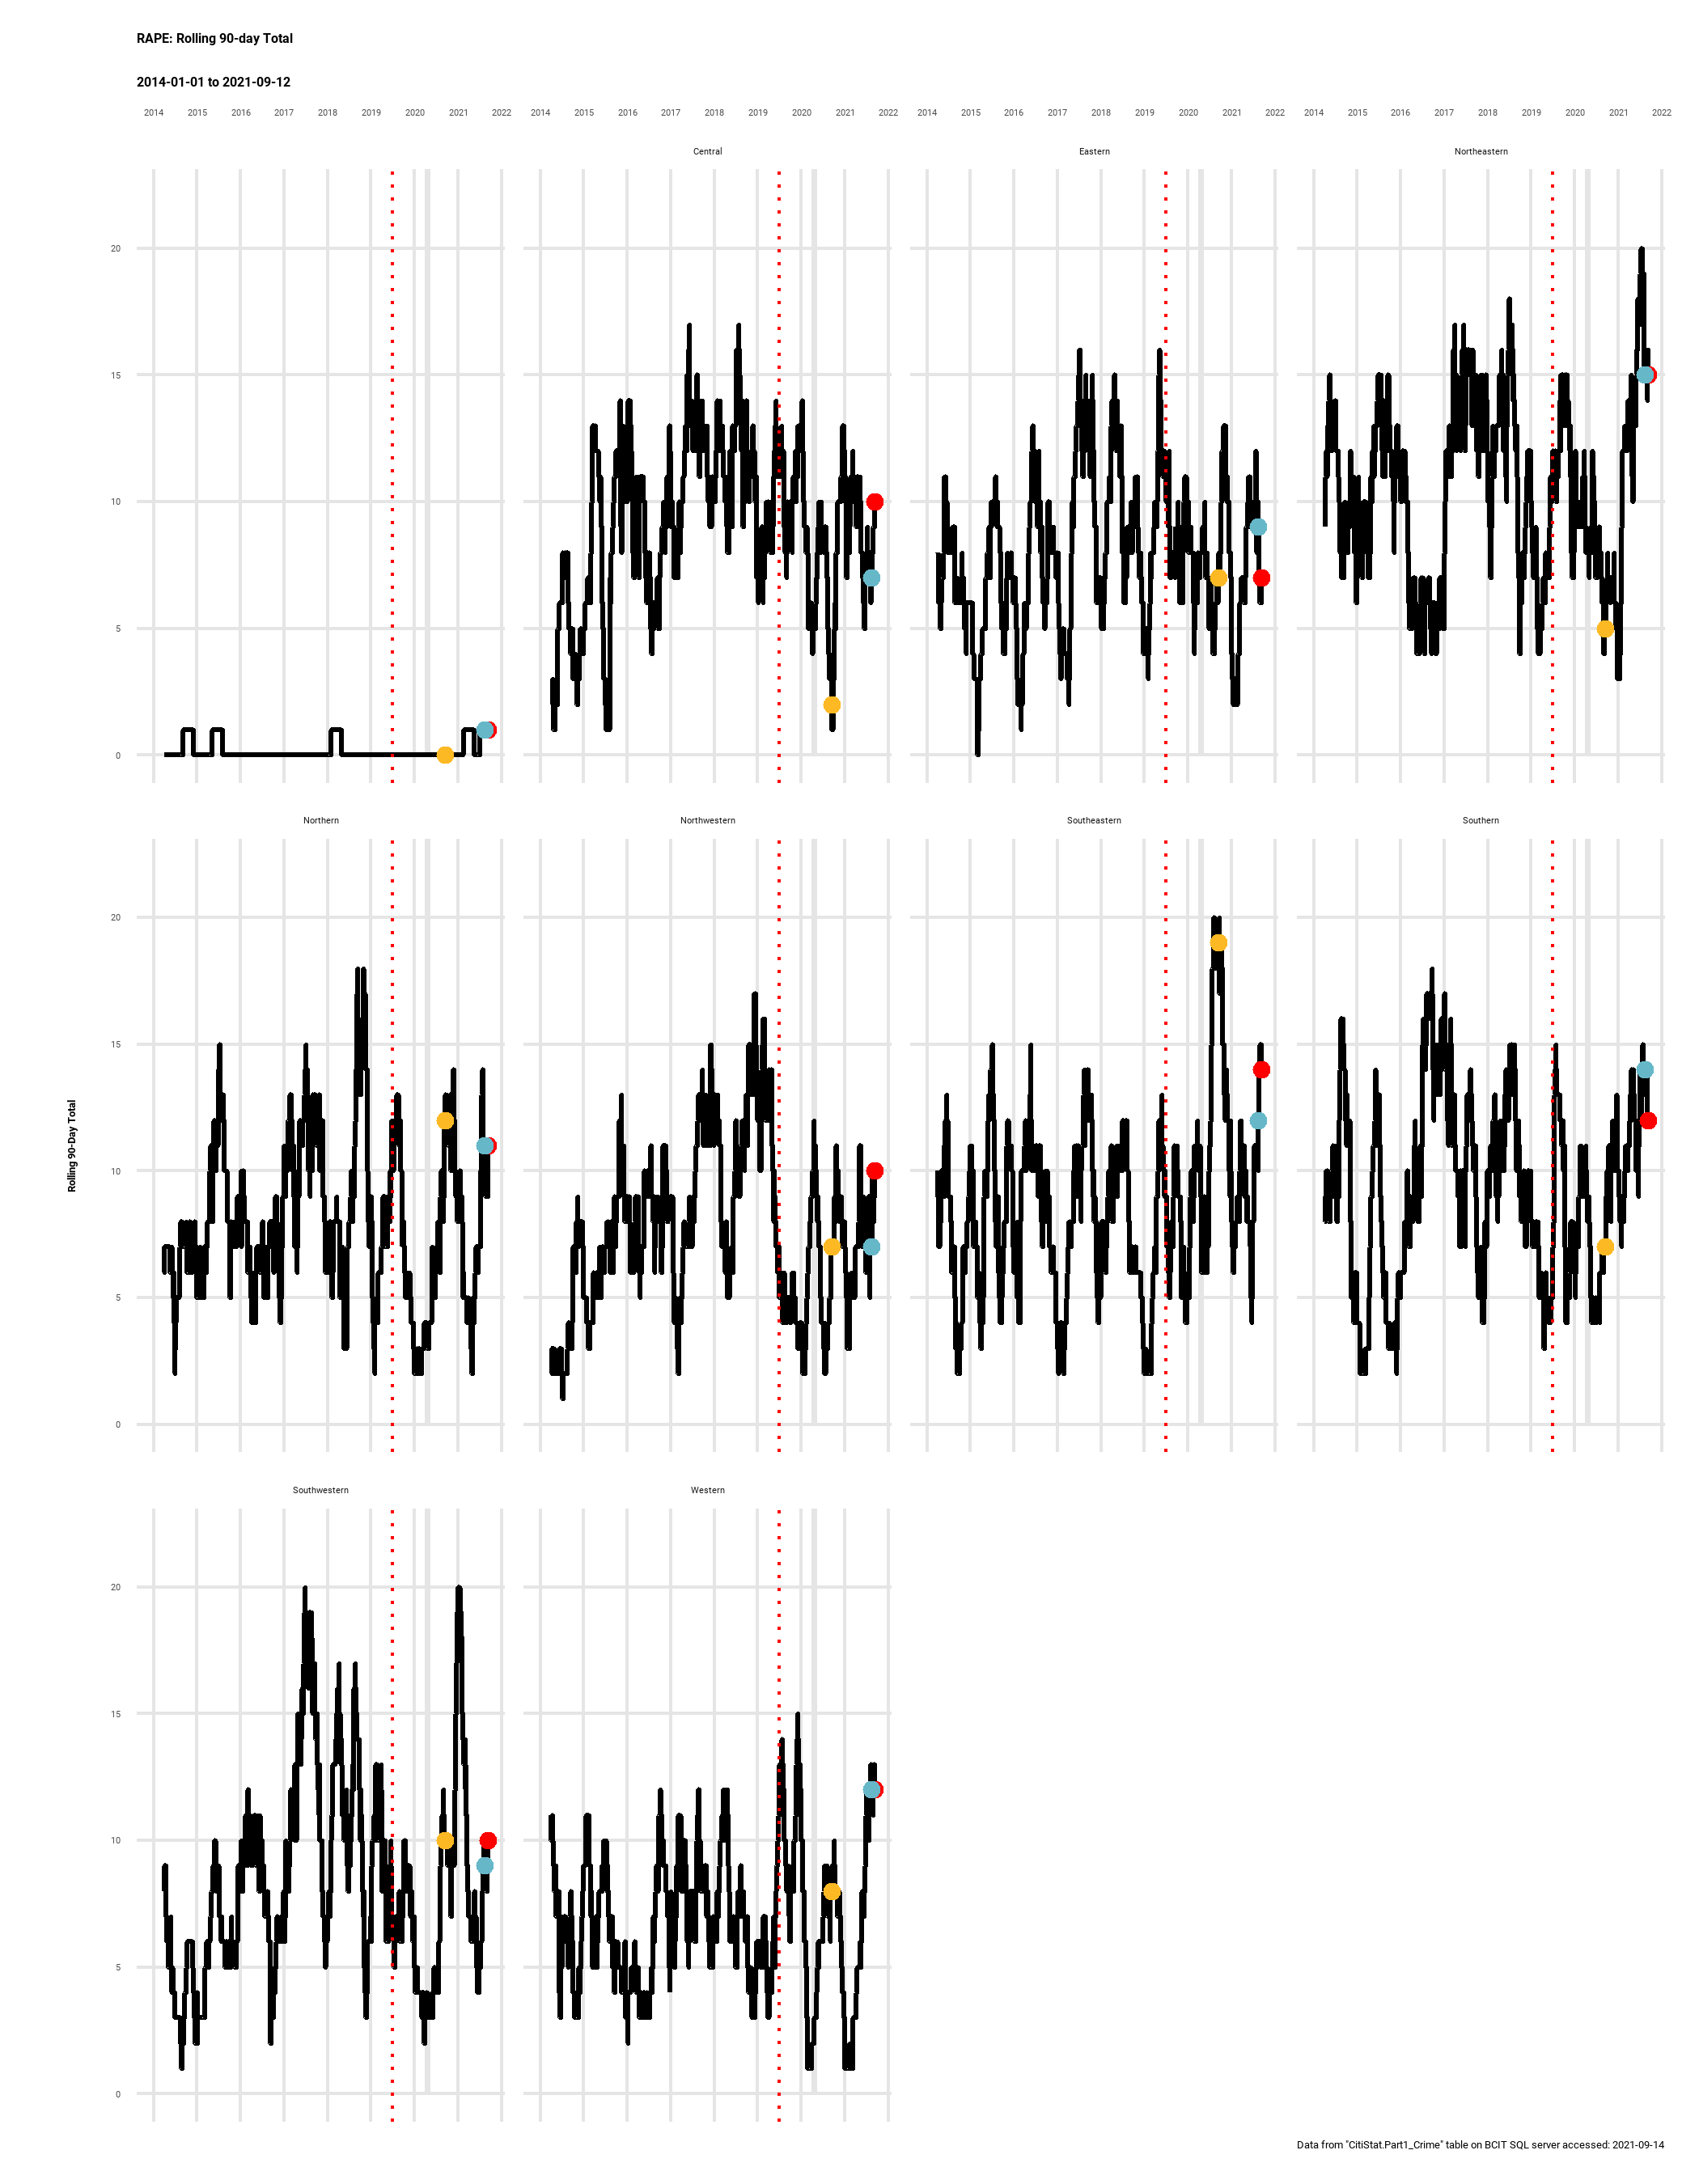 RAPE: Rolling 90-day Total
2014-01-01 to 2021-09-12
2014 2015 2016 2017 2018 2019 2020 2021 2022 2014 2015 2016 2017 2018 2019 2020 2021 2022 2014 2015 2016 2017 2018 2019 2020 2021 2022 2014 2015 2016 2017 2018 2019 2020 2021 2022
Central Eastern Northeastern
20
15
10
5
0
Northern Northwestern Southeastern Southern
20
15
Rolling 90-Day Total
10
5
0
Southwestern Western
20
15
10
5
0
Data from "CitiStat.Part1_Crime" table on BCIT SQL server accessed: 2021-09-14